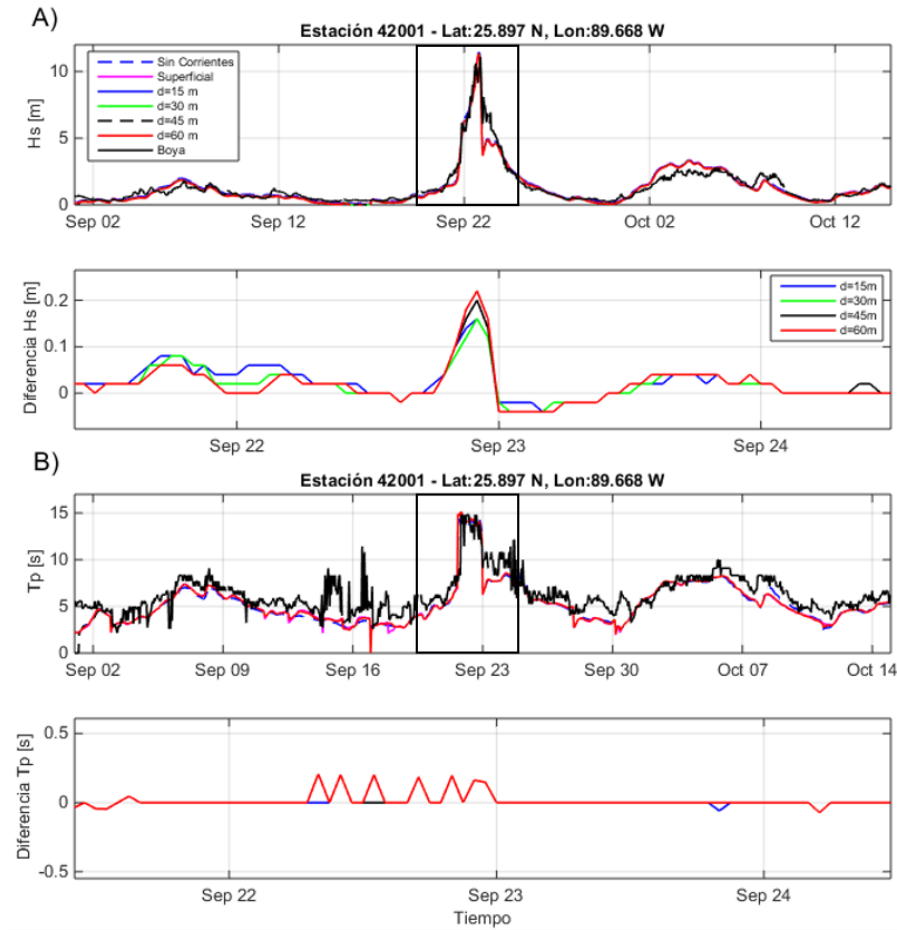 A)
Estación 42001 - Lat:25.897 N, Lon:89.668 W
Hs [m]
10
5
0
Sin Corrientes
Superficial
d=15 m
d=30 m
d=45 m
d=60 m
Boya
Sep 02 Sep 12 Sep 22 Oct 02 Oct 12
Diferencia Hs [m]
0.2
0.1
0
d=15m
d=30m
d=45m
d=60m
Sep 22 Sep 23 Sep 24
B)
Estación 42001 - Lat:25.897 N, Lon:89.668 W
Tp [s]
15
10
5
0
Sep 02 Sep 09 Sep 16 Sep 23 Sep 30 Oct 07 Oct 14
Diferencia Tp [s]
0.5
0
-0.5
Sep 22 Sep 23 Sep 24
Tiempo